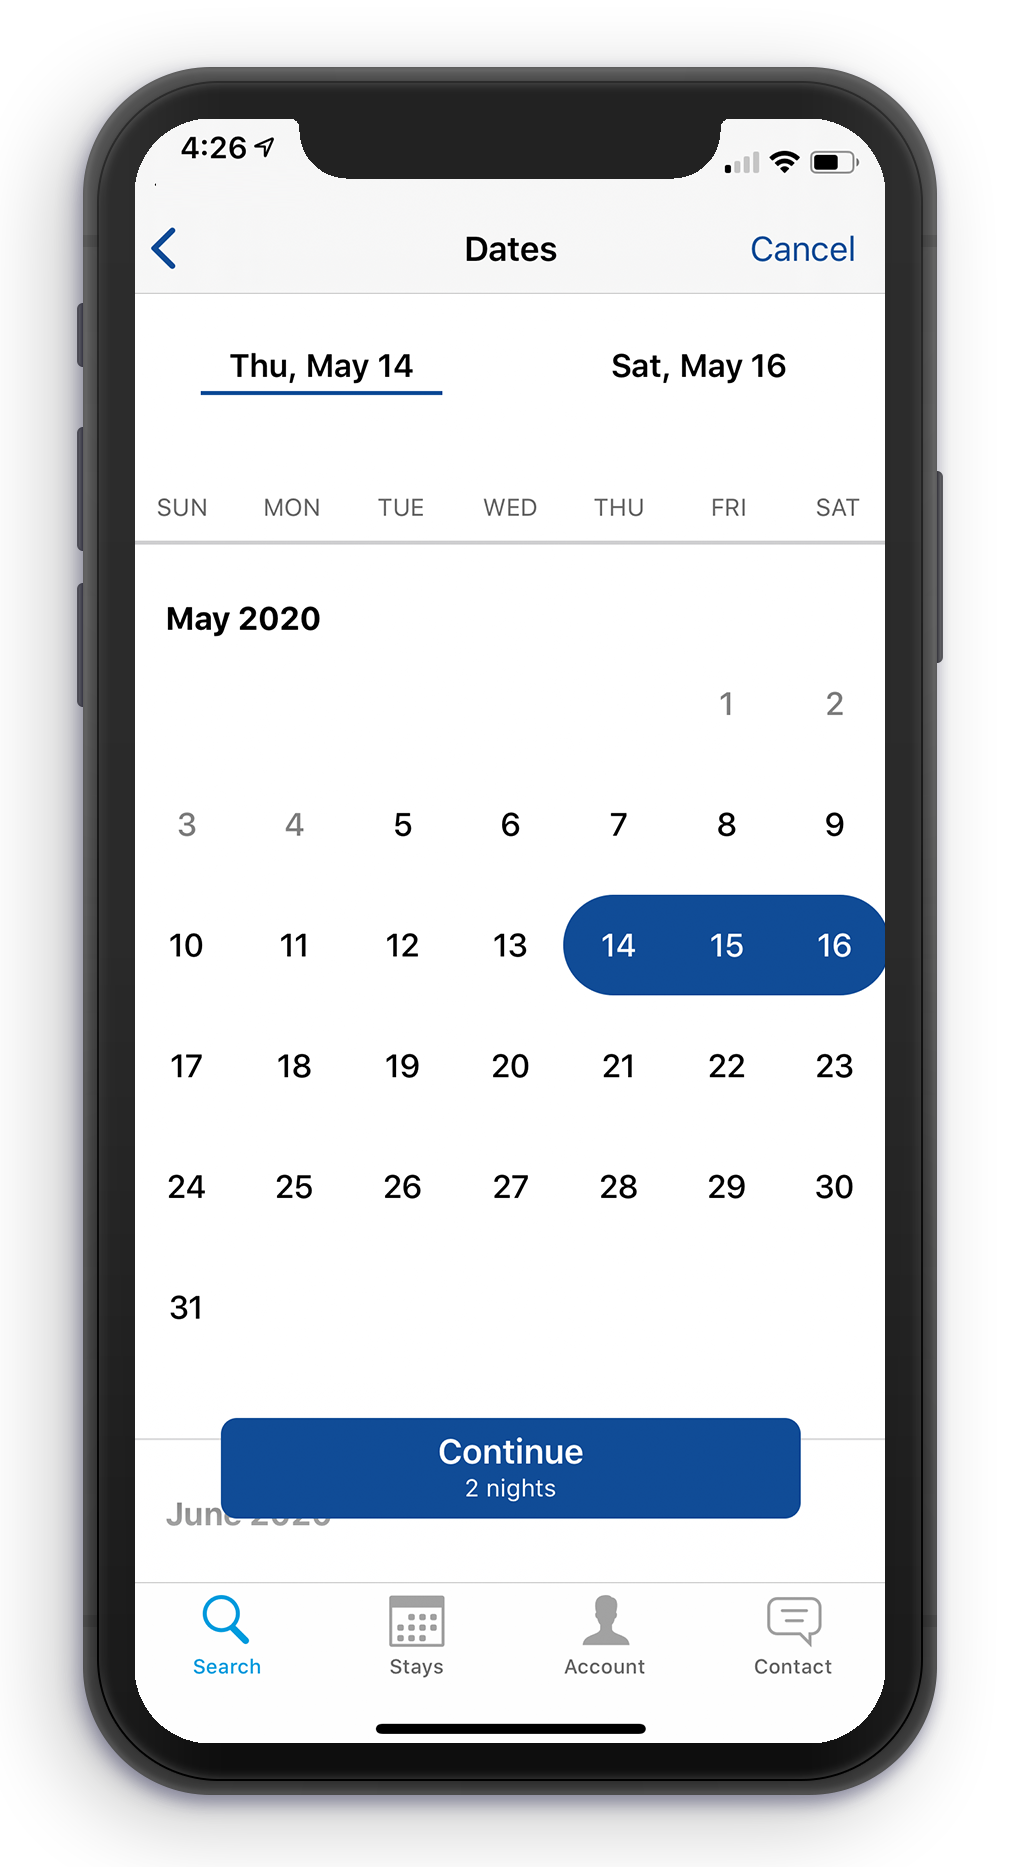 4:26
Dates Cancel
Thu, May 14 Sat, May 16
SUN MON TUE WED THU FRI SAT
May 2020
1 2
3 4 5 6 7 8 9
10 11 12 13 14 15 16
17 18 19 20 21 22 23
24 25 26 27 28 29 30
31
Continue
2 nights
June 2020
Search Stays Account Contact